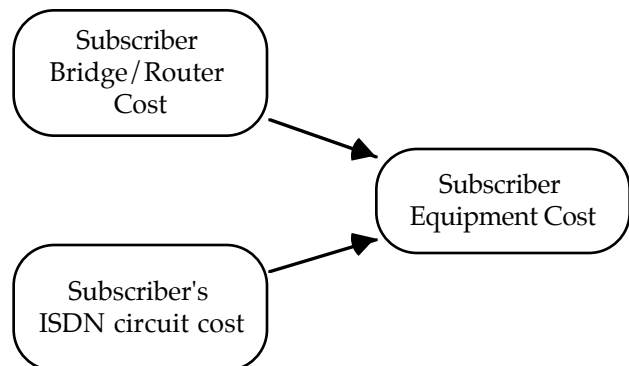 Subscriber
Bridge/Router
Cost
Subscriber
Equipment Cost
Subscriber's
ISDN circuit cost